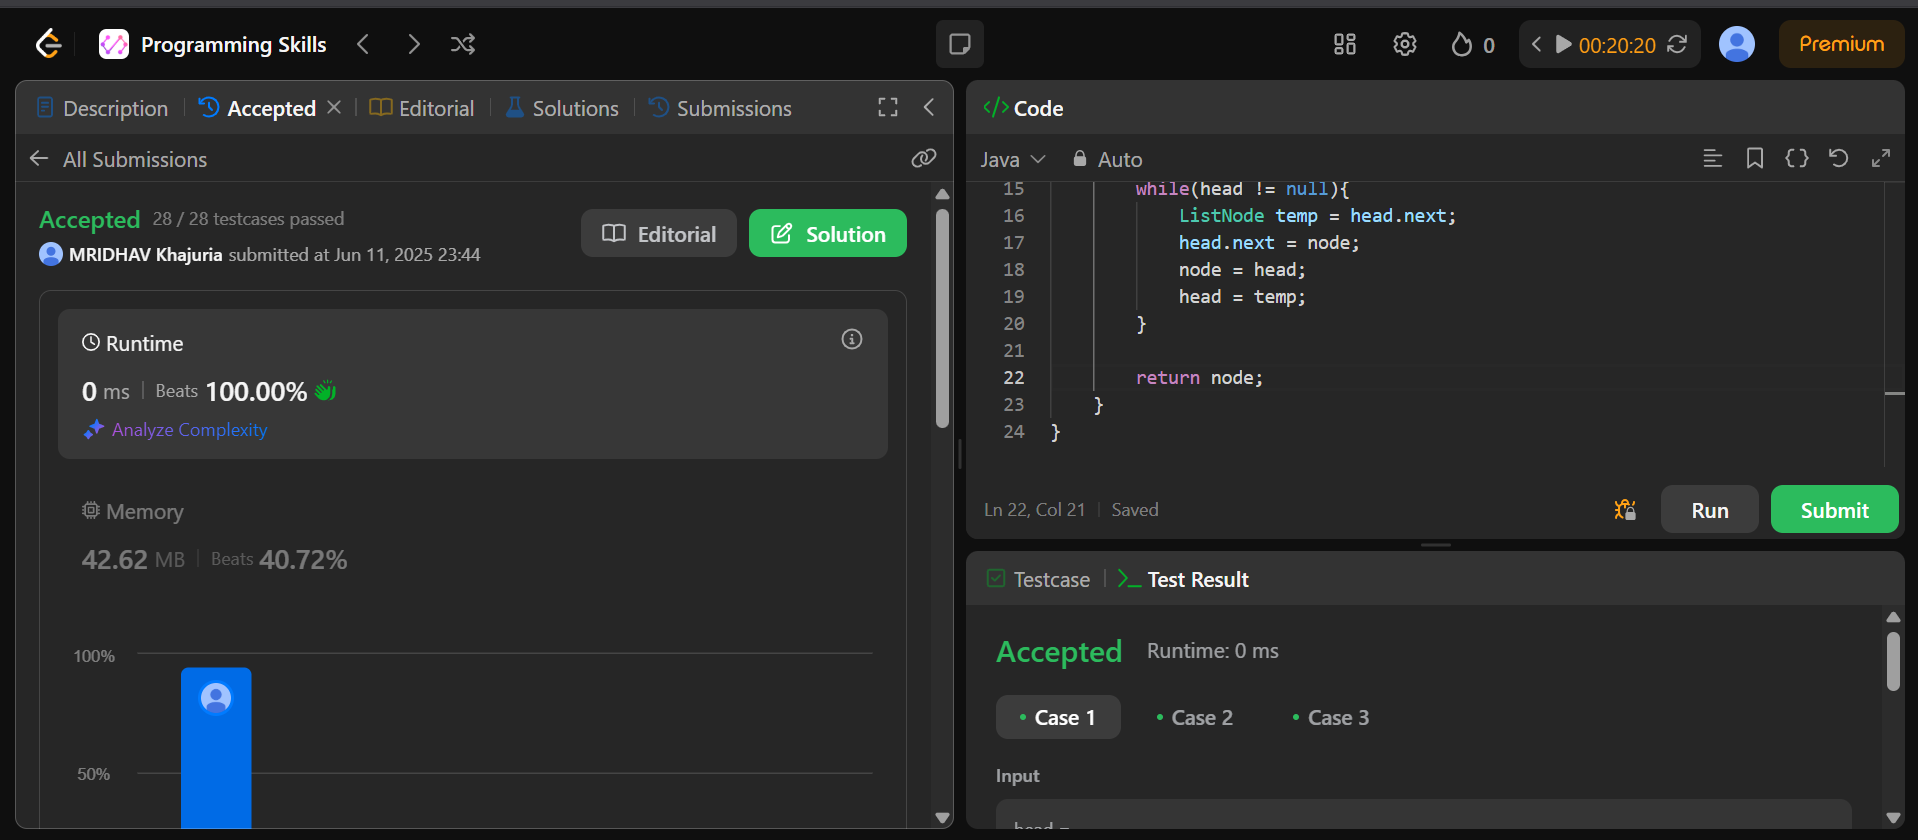 Programming Skills
0
00:20:20
Premium
Description
Accepted
Editorial
Solutions
Submissions
All Submissions
Accepted 28 / 28 testcases passed
MRIDHAV Khajuria submitted at Jun 11, 2025 23:44
Editorial
Solution
Runtime
0 ms Beats 100.00%
Analyze Complexity
Memory
42.62 MB Beats 40.72%
100%
50%
</> Code
Java
Auto
15 while(head != null){
16 ListNode temp = head.next;
17 head.next = node;
18 node = head;
19 head = temp;
20 }
21
22 return node;
23 }
24 }
Ln 22, Col 21 Saved
Run
Submit
Testcase
Test Result
Accepted Runtime: 0 ms
Case 1
Case 2
Case 3
Input
head =